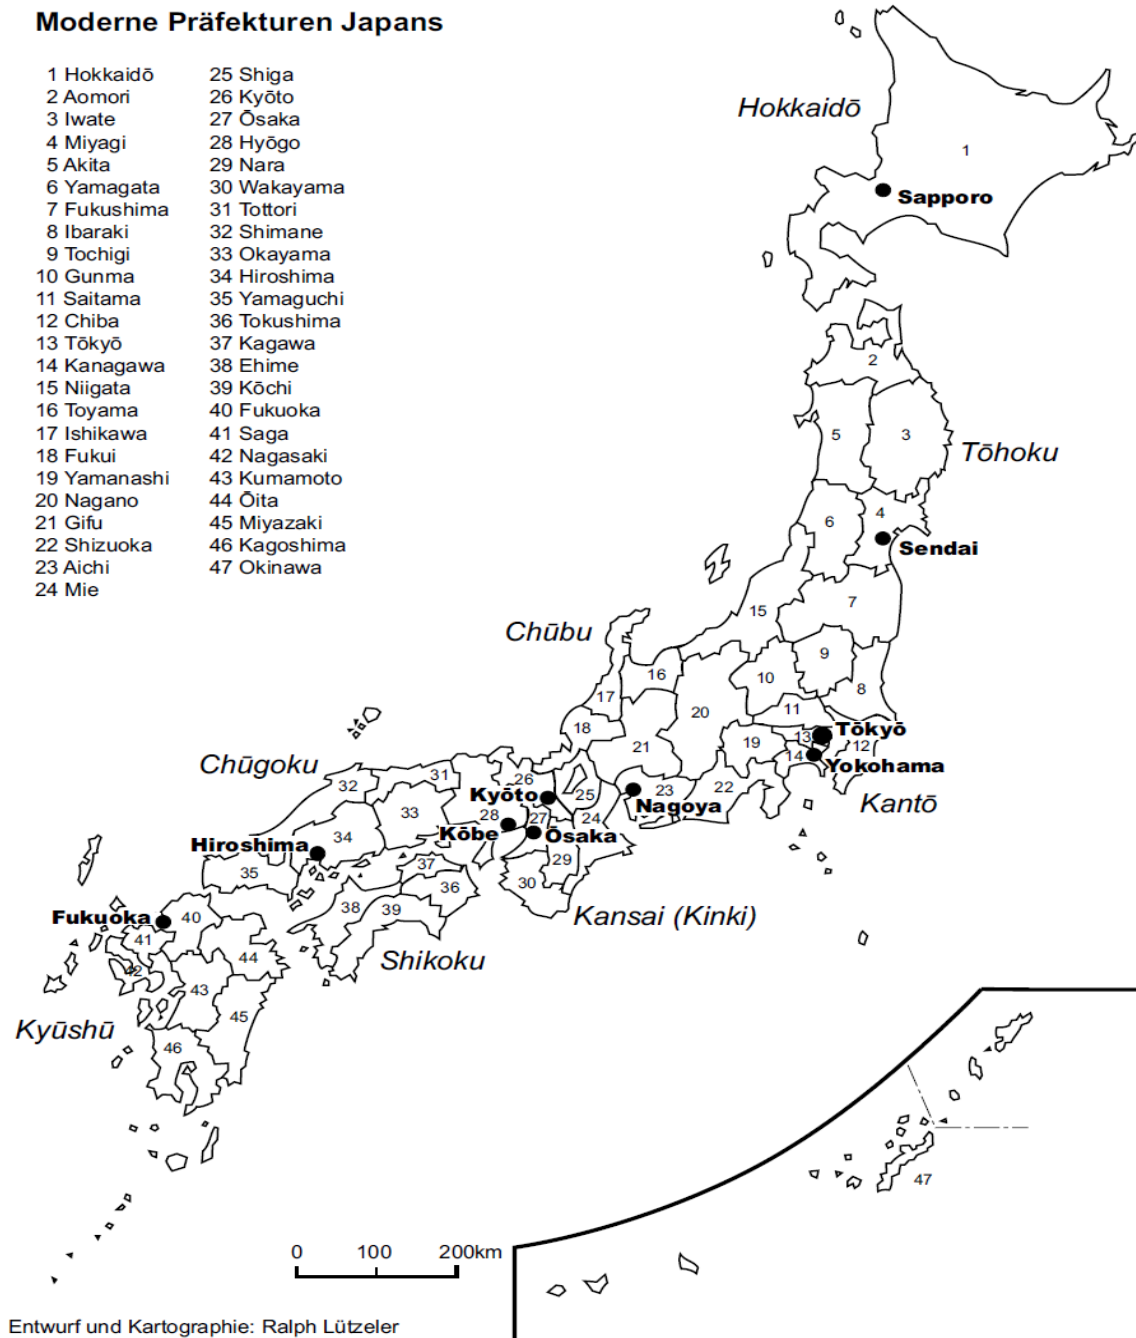 Moderne Präfekturen Japans
1 Hokkaidō
2 Aomori
3 Iwate
4 Miyagi
5 Akita
6 Yamagata
7 Fukushima
8 Ibaraki
9 Tochigi
10 Gunma
11 Saitama
12 Chiba
13 Tōkyō
14 Kanagawa
15 Niigata
16 Toyama
17 Ishikawa
18 Fukui
19 Yamanashi
20 Nagano
21 Gifu
22 Shizuoka
23 Aichi
24 Mie
25 Shiga
26 Kyōto
27 Ōsaka
28 Hyōgo
29 Nara
30 Wakayama
31 Tottori
32 Shimane
33 Okayama
34 Hiroshima
35 Yamaguchi
36 Tokushima
37 Kagawa
38 Ehime
39 Kōchi
40 Fukuoka
41 Saga
42 Nagasaki
43 Kumamoto
44 Ōita
45 Miyazaki
46 Kagoshima
47 Okinawa
Hokkaidō
1
Sapporo
2
5
3
Tōhoku
4
6
Sendai
7
15
Chūbu
9
16
10
8
17
20
11
18
21
19
13
Tōkyō
12
14
Yokohama
Kantō
Chūgoku
31
32
26
25
Kyōto
23
22
Nagoya
33
28
27
24
34
Kōbe
Ōsaka
Hiroshima
29
35
37
30
36
38
39
Kansai (Kinki)
Fukuoka
40
41
Shikoku
44
42
43
45
Kyūshū
46
47
0
100
200km
Entwurf und Kartographie: Ralph Lützeler